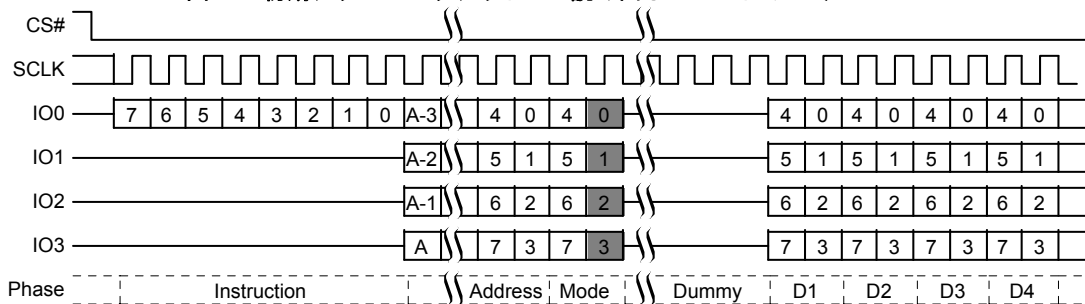 CS#
SCLK
IO0 7 6 5 4 3 2 1 0 A-3 4 0 4 0 4 0 4 0 4 0 4 0
IO1 A-2 5 1 5 1 5 1 5 1 5 1 5 1
IO2 A-1 6 2 6 2 6 2 6 2 6 2 6 2
IO3 A 7 3 7 3 7 3 7 3 7 3 7 3
Phase Instruction Address Mode Dummy D1 D2 D3 D4